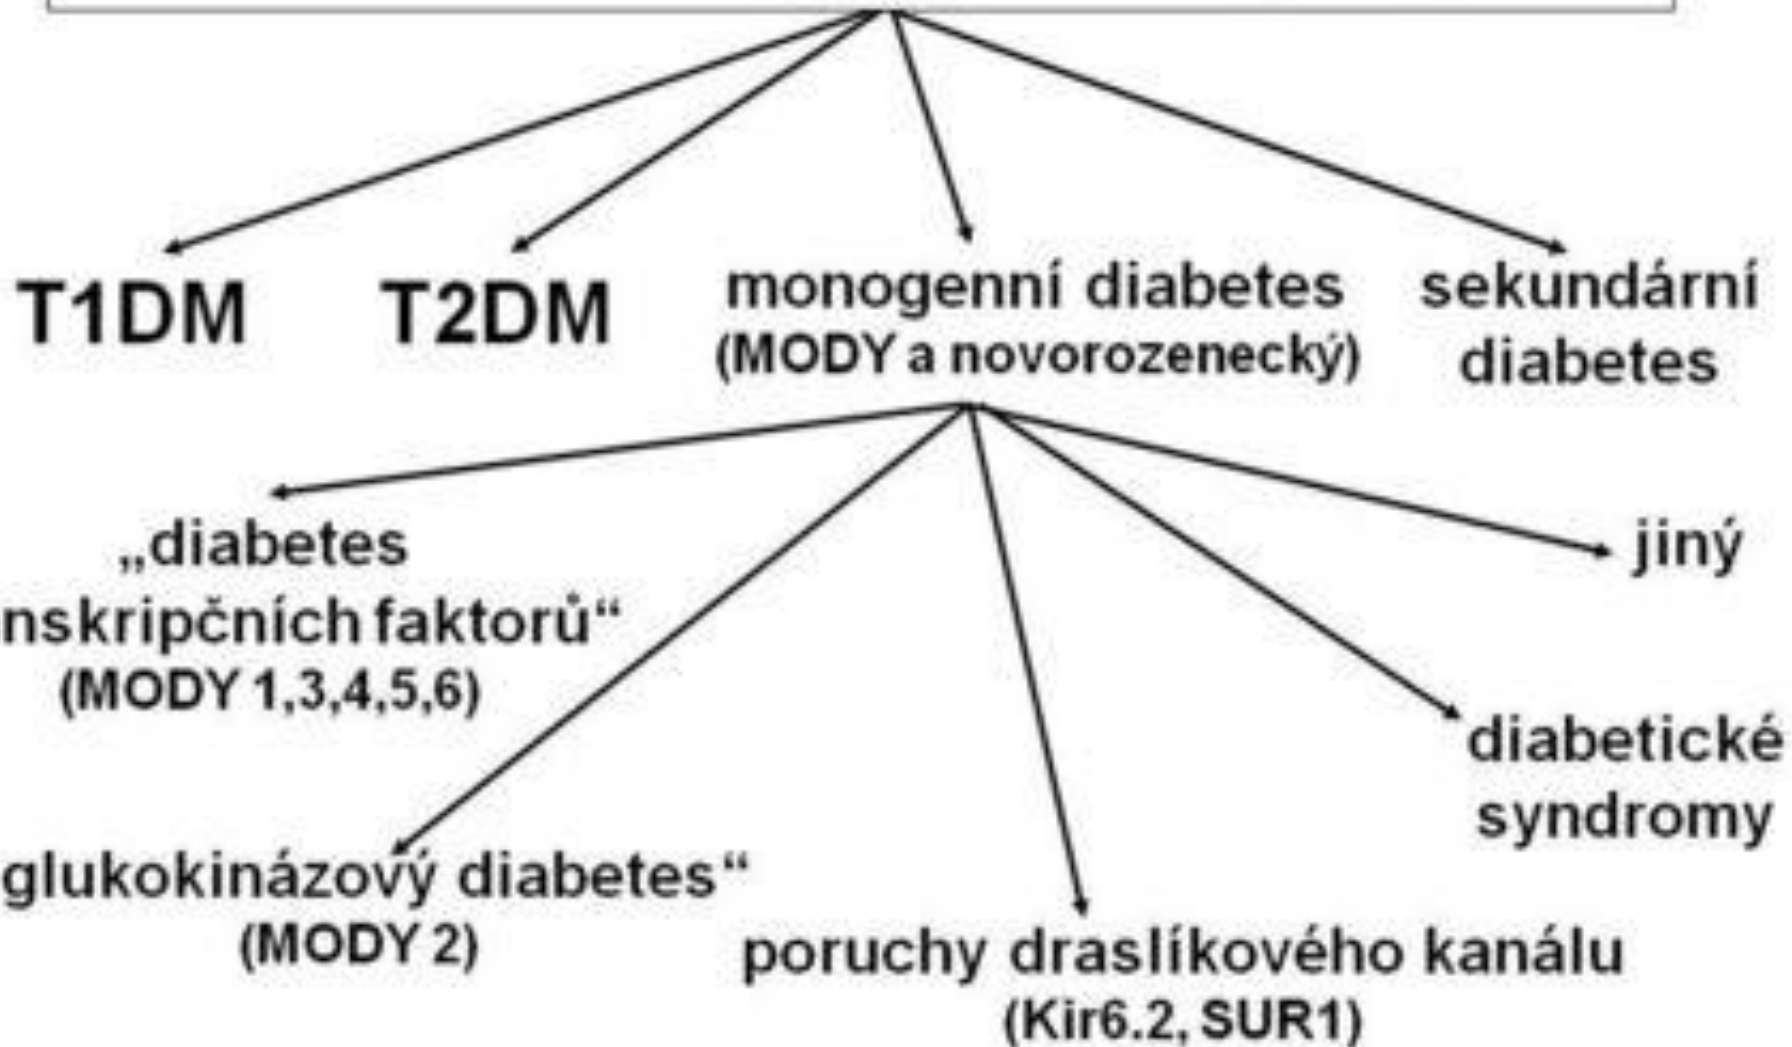 T1DM
T2DM
monogenní diabetes
(MODY a novorozenecký)
sekundární
diabetes
„diabetes
nskripčních faktorů“
(MODY 1,3,4,5,6)
jiný
diabetické
syndromy
glukokinázový diabetes“
(MODY 2)
poruchy draslíkového kanálu
(Kir6.2, SUR1)